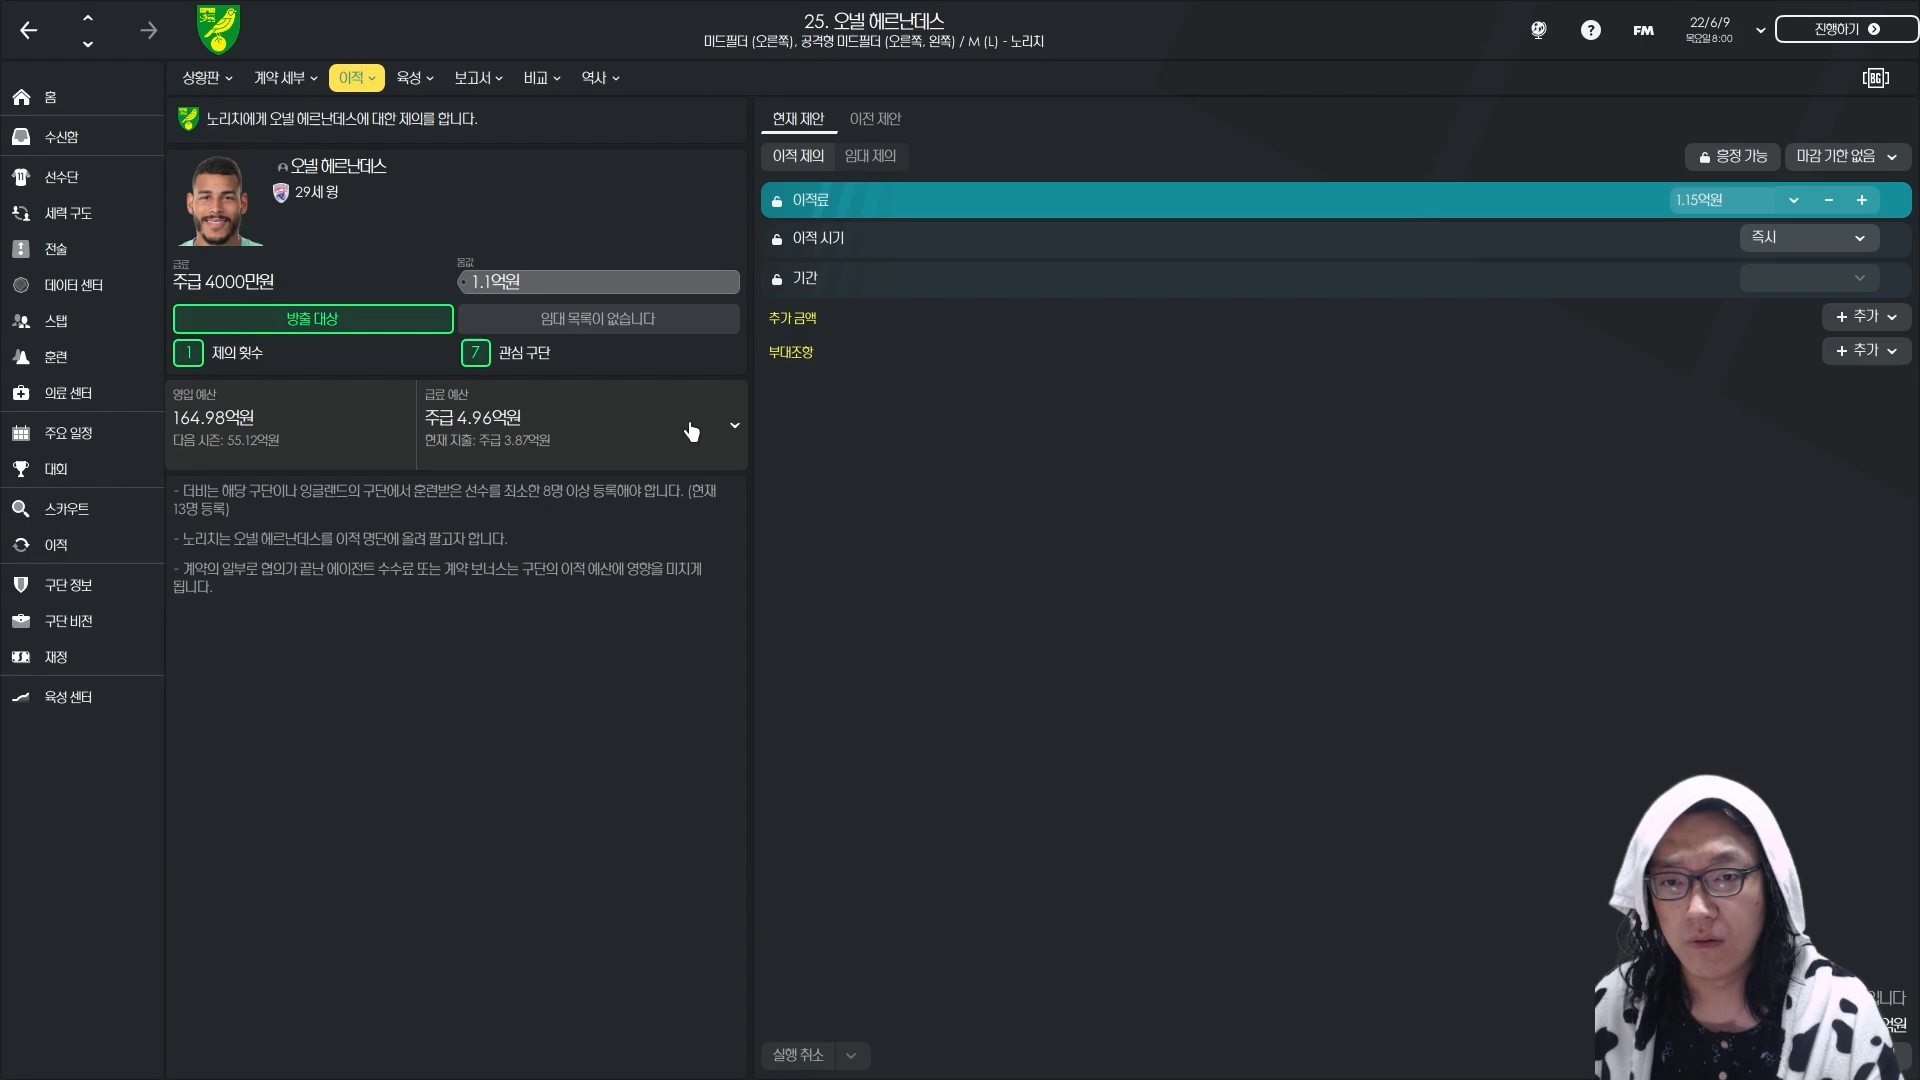 25. 오넬 헤르난데스
미드필더 (오른쪽), 공격형 미드필더 (오른쪽, 왼쪽) / M (L) - 노리치
FM
22/6/9
목요일 8:00
진행하기
상황판
계약 세부
이적
육성
보고서
비교
역사
BG
홈
수신함
선수단
세력 구도
전술
데이터 센터
스탭
훈련
의료 센터
주요 일정
대회
스카우트
이적
구단 정보
구단 비전
재정
육성 센터
노리치에게 오넬 헤르난데스에 대한 제의를 합니다.
오넬 헤르난데스
29세 윙
급료
주급 4000만원
몸값
1.1억원
방출 대상
임대 목록이 없습니다
1 제의 횟수
7 관심 구단
영입 예산
164.98억원
다음 시즌: 55.12억원
급료 예산
주급 4.96억원
현재 지출: 주급 3.87억원
- 더비는 해당 구단이나 잉글랜드의 구단에서 훈련받은 선수를 최소한 8명 이상 등록해야 합니다. (현재
13명 등록)
- 노리치는 오넬 헤르난데스를 이적 명단에 올려 팔고자 합니다.
- 계약의 일부로 협의가 끝난 에이전트 수수료 또는 계약 보너스는 구단의 이적 예산에 영향을 미치게
됩니다.
현재 제안
이전 제안
이적 제의
임대 제의
흥정 가능
마감 기한 없음
이적료
1.15억원
이적 시기
즉시
기간
추가 금액
+ 추가
부대조항
+ 추가
입니다
억원
실행 취소